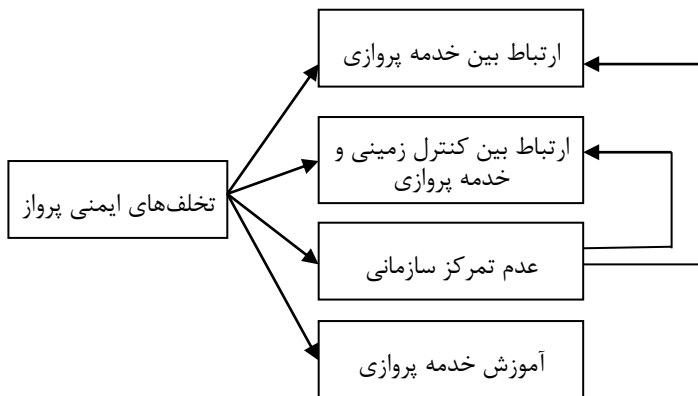 ارتباط بین خدمه پروازی
ارتباط بین کنترل زمینی و
خدمه پروازی
تخلف‌های ایمنی پرواز
عدم تمرکز سازمانی
آموزش خدمه پروازی